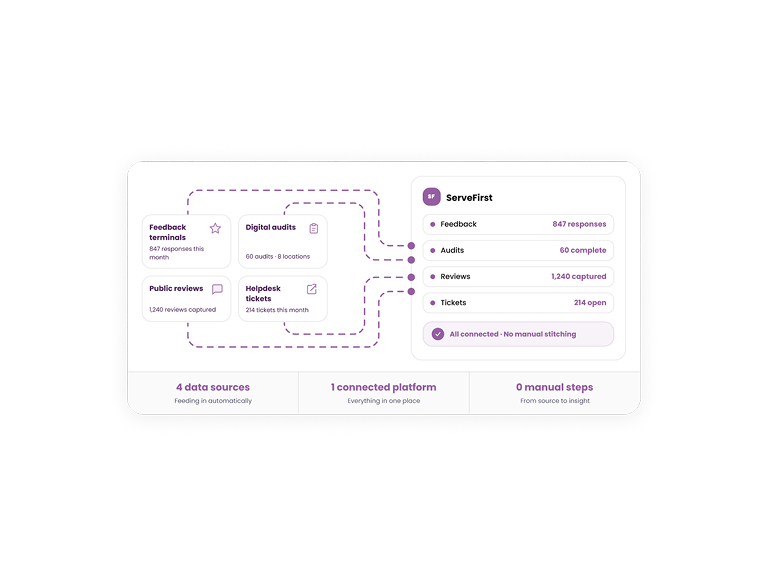 Feedback
terminals
847 responses this
month
Digital audits
60 audits · 8 locations
Public reviews
1,240 reviews captured
Helpdesk
tickets
214 tickets this month
SF
ServeFirst
Feedback
847 responses
Audits
60 complete
Reviews
1,240 captured
Tickets
214 open
All connected · No manual stitching
4 data sources
Feeding in automatically
1 connected platform
Everything in one place
0 manual steps
From source to insight